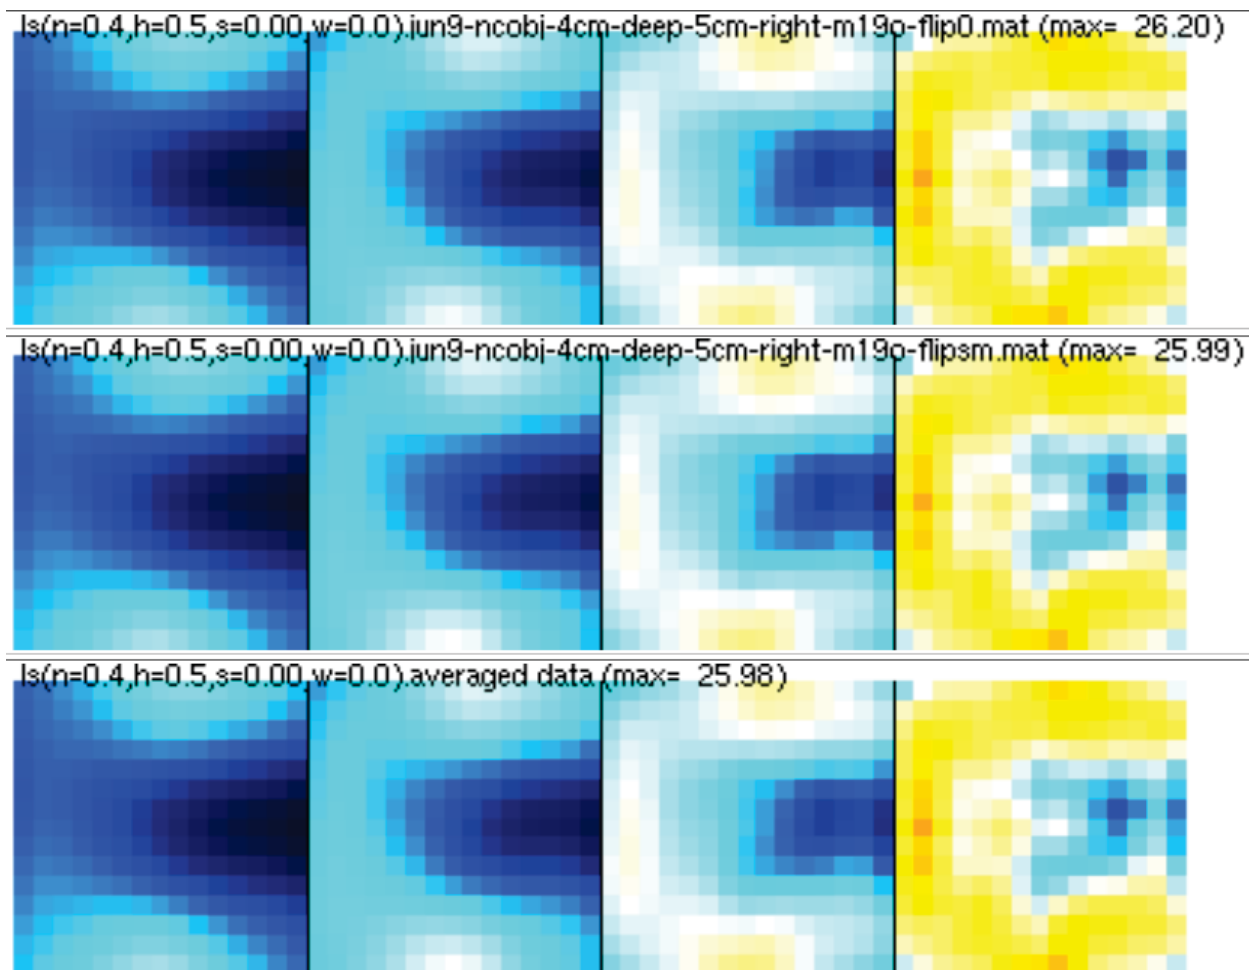 ls(n=0.4,h=0.5,s=0.00,w=0.0).jun9-ncobj-4cm-deep-5cm-right-m19o-flip0.mat (max= 26.20)
ls(n=0.4,h=0.5,s=0.00,w=0.0).jun9-ncobj-4cm-deep-5cm-right-m19o-flipsm.mat (max= 25.99)
ls(n=0.4,h=0.5,s=0.00,w=0.0).averaged data (max= 25.98)